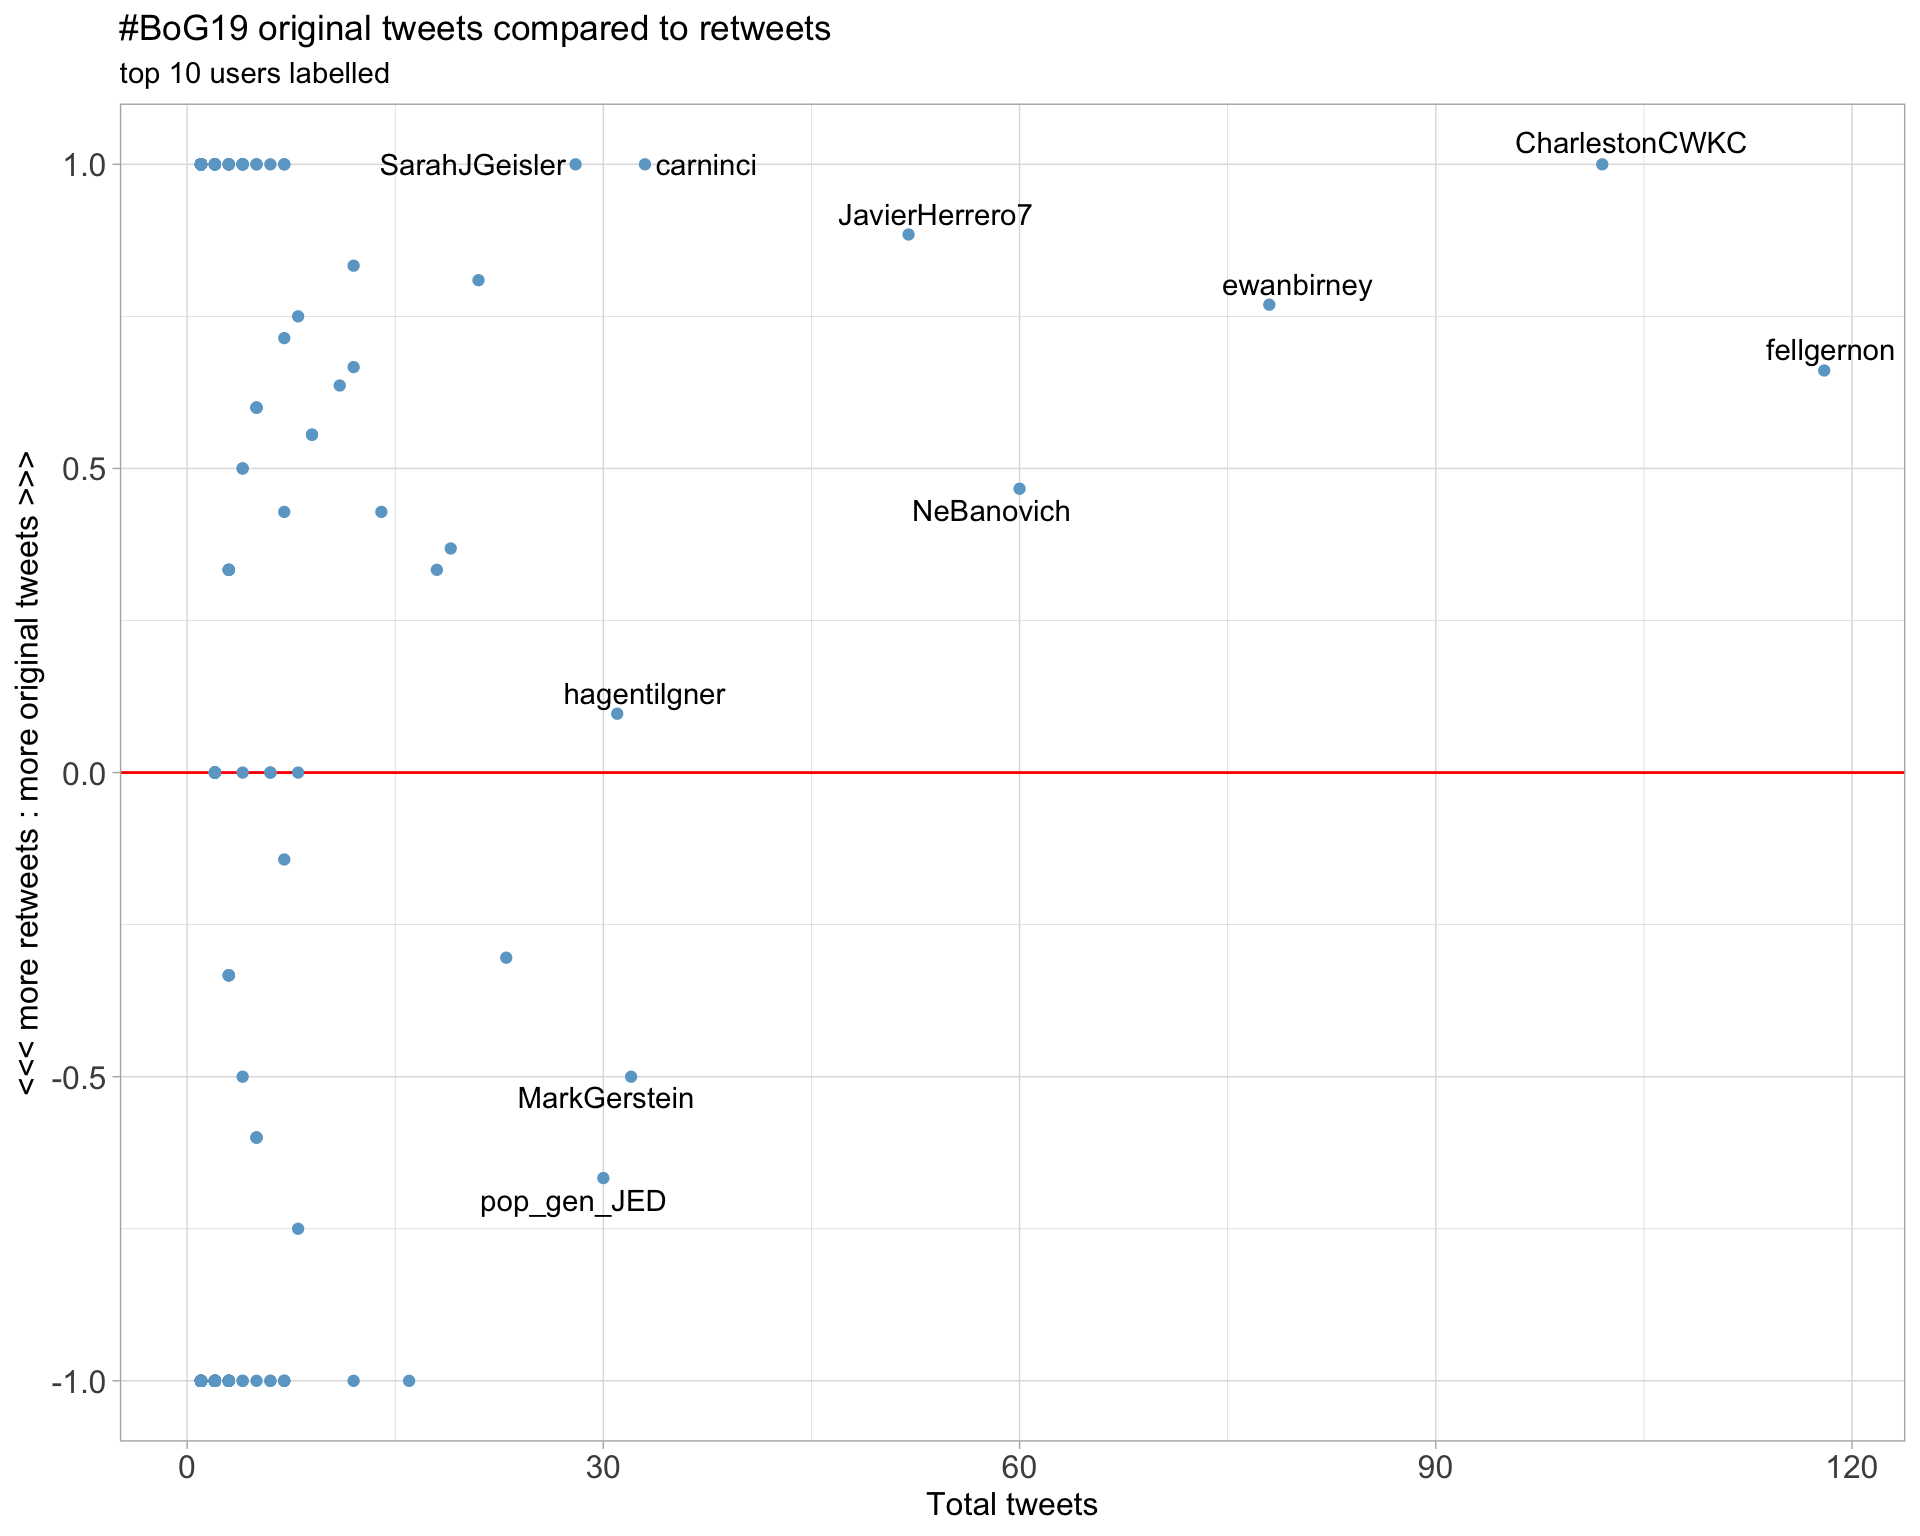 #BoG19 original tweets compared to retweets
top 10 users labelled
CharlestonCWKC
1.0
SarahJGeisler
carninci
JavierHerrero7
ewanbirney
fellgernon
0.5
NeBanovich
hagentilgner
0.0
<<< more retweets : more original tweets >>>
-0.5
MarkGerstein
pop_gen_JED
-1.0
0 30 60 90 120
Total tweets